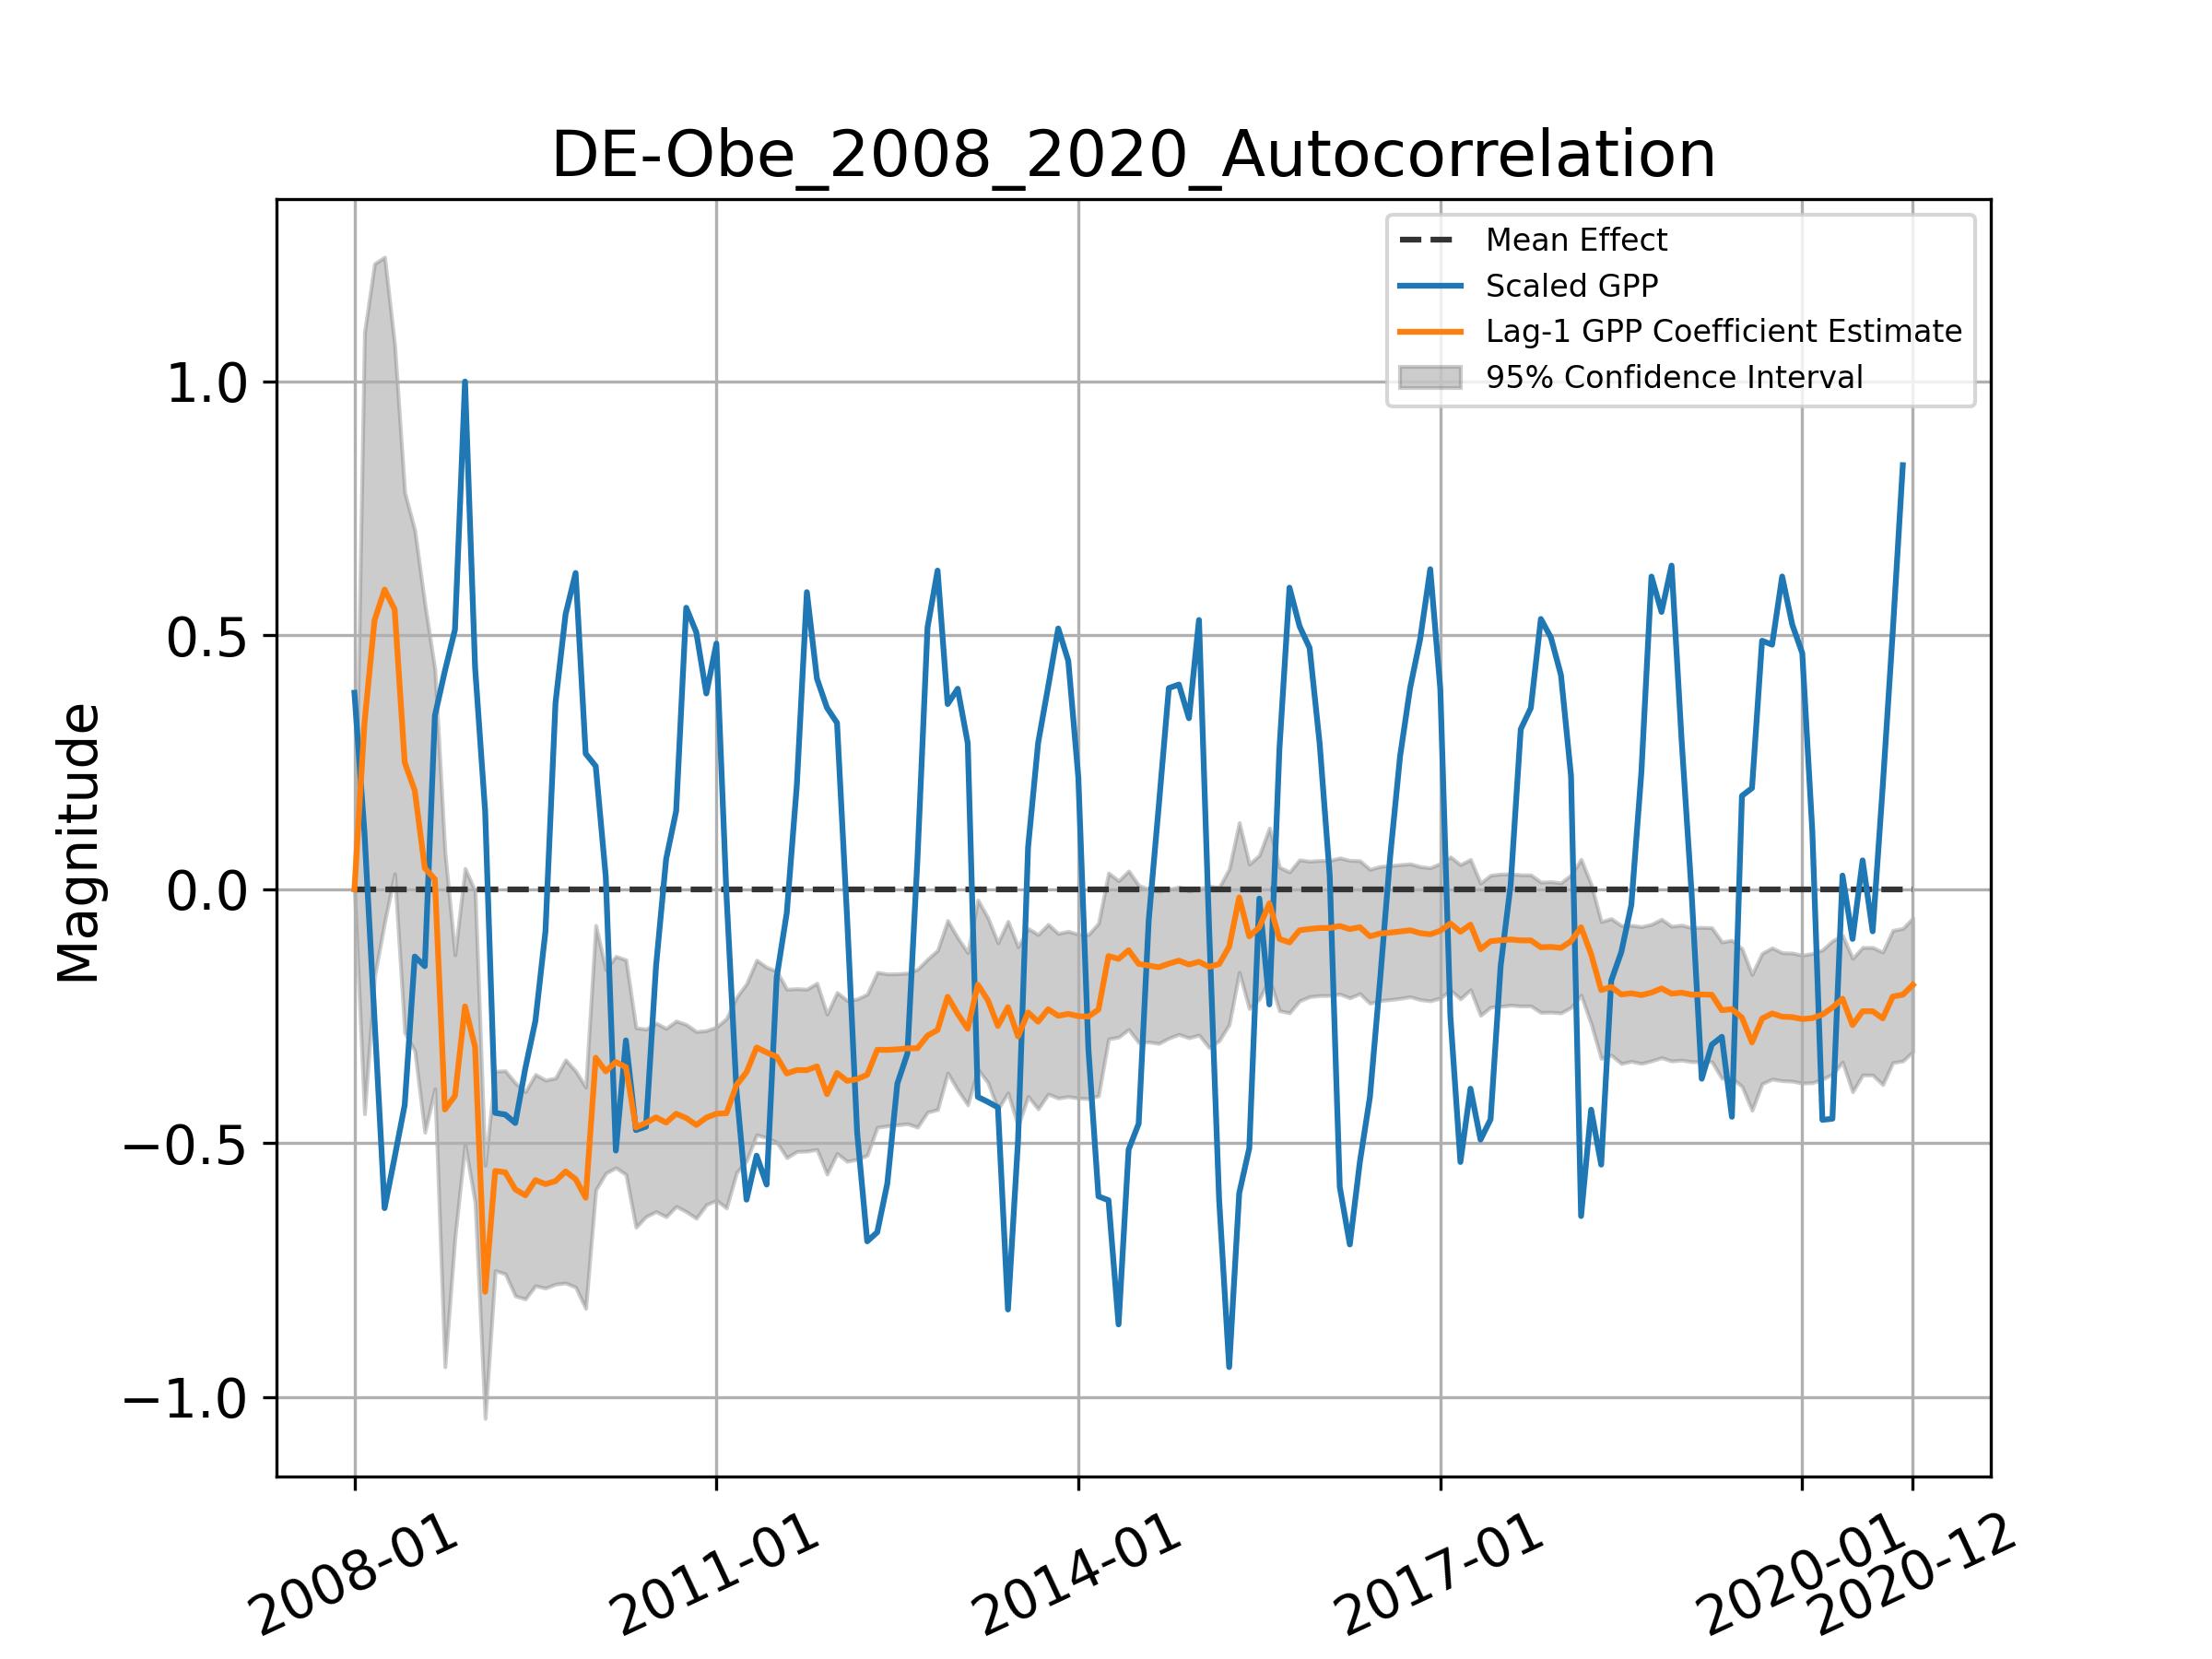 DE-Obe_2008_2020_Autocorrelation
Mean Effect
Scaled GPP
Lag-1 GPP Coefficient Estimate
95% Confidence Interval
Magnitude
1.0
0.5
0.0
−0.5
−1.0
2008-01
2011-01
2014-01
2017-01
2020-01
2020-12